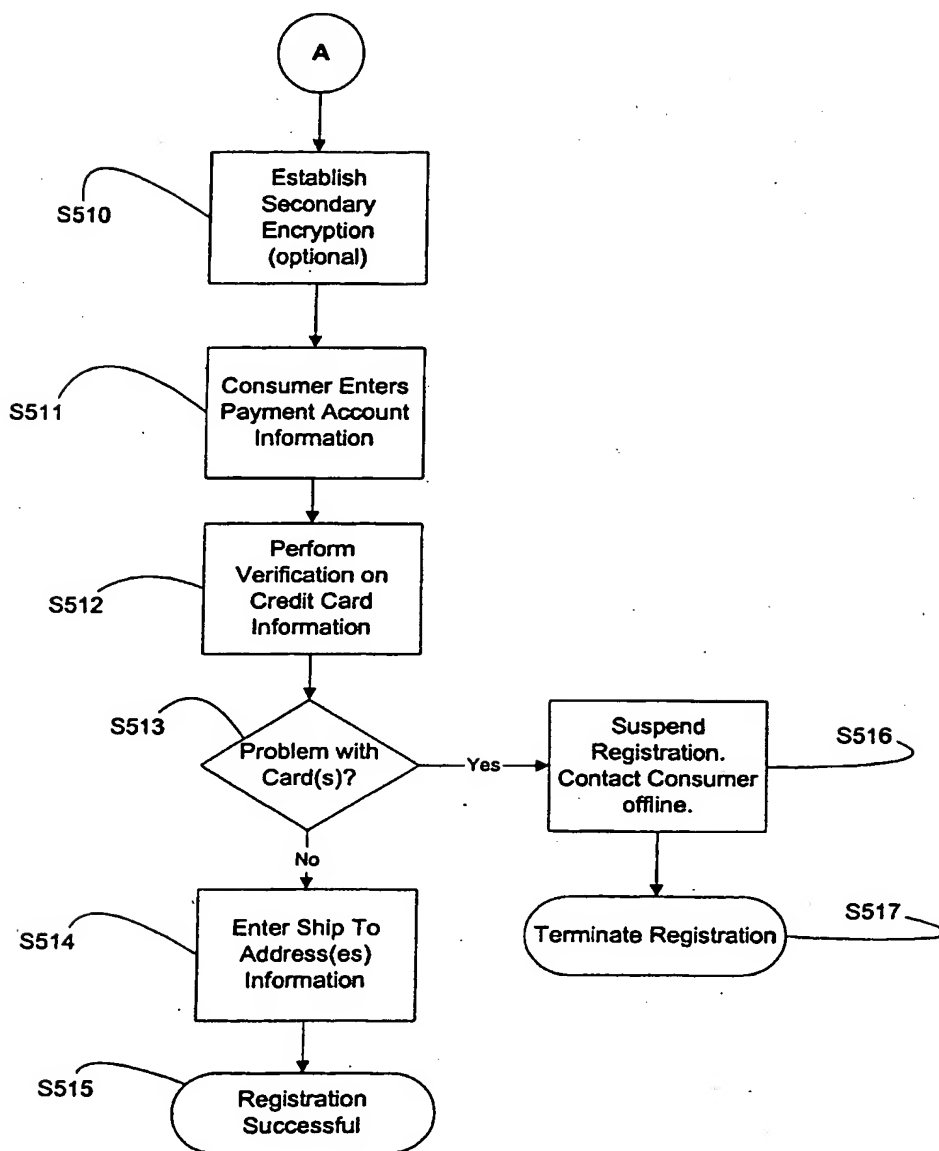 A
Establish
Secondary
Encryption
(optional)
S510
Consumer Enters
Payment Account
Information
S511
Perform
Verification on
Credit Card
Information
S512
S513
Problem with
Card(s)?
Yes
Suspend
Registration.
Contact Consumer
offline.
S516
No
S514
Enter Ship To
Address(es)
Information
Terminate Registration
S517
S515
Registration
Successful